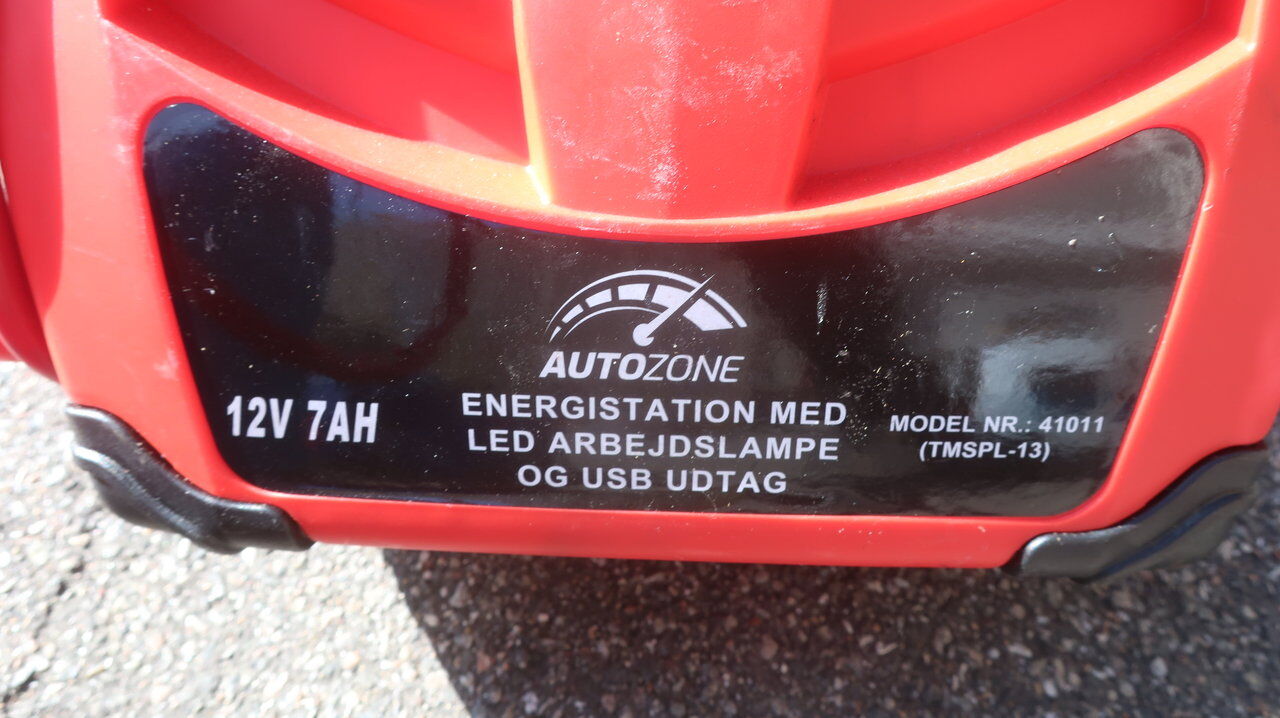 AUTOZONE
12V 7AH
ENERGISTATION MED
LED ARBEJDSLAMPE
OG USB UDTAG
MODEL NR.: 41011
(TMSPL-13)